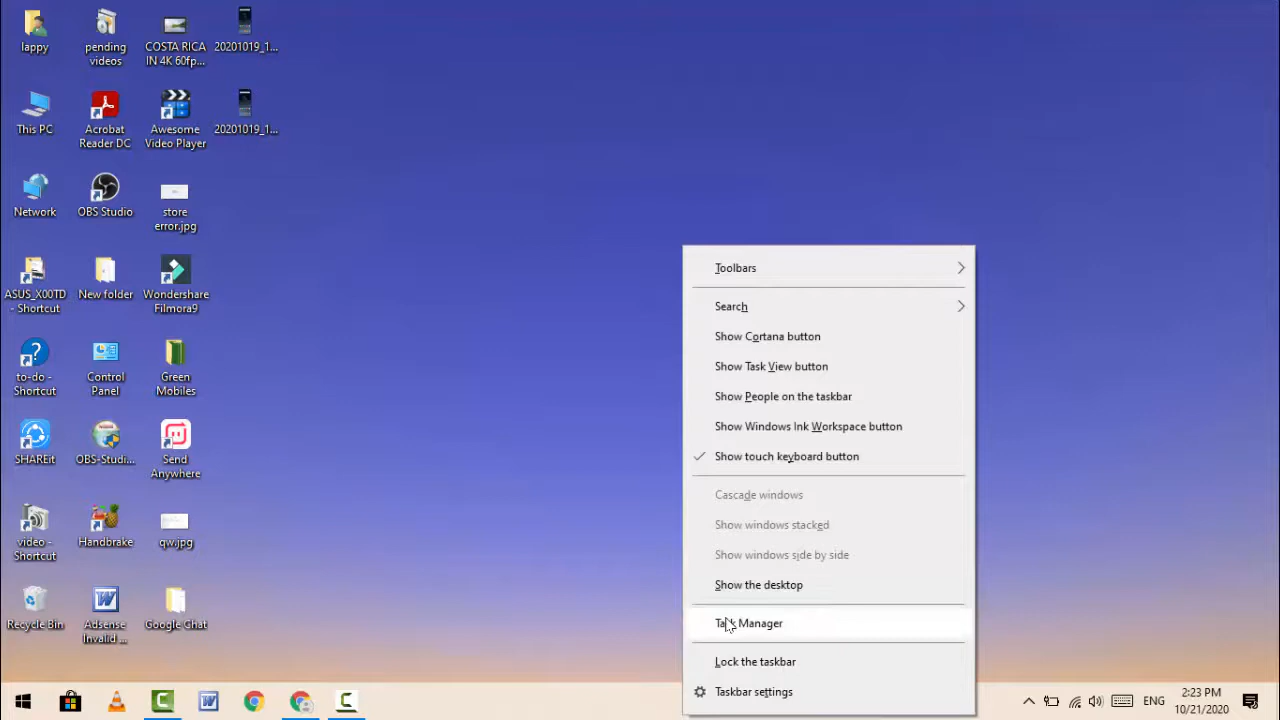 lappy
pending
videos
COSTA RICA
IN 4K 60fp...
20201019_1...
This PC
Acrobat
Reader DC
Awesome
Video Player
20201019_1...
Network
OBS Studio
store
error.jpg
ASUS_X00TD
- Shortcut
New folder
Wondershare
Filmora9
to-do -
Shortcut
Control
Panel
Green
Mobiles
SHAREit
OBS-Studi...
Send
Anywhere
video -
Shortcut
Handbrake
qw.jpg
Recycle Bin
Adsense
Invalid ...
Google Chat
Toolbars
Search
Show Cortana button
Show Task View button
Show People on the taskbar
Show Windows Ink Workspace button
Show touch keyboard button
Cascade windows
Show windows stacked
Show windows side by side
Show the desktop
Task Manager
Lock the taskbar
Taskbar settings
ENG
2:23 PM
10/21/2020